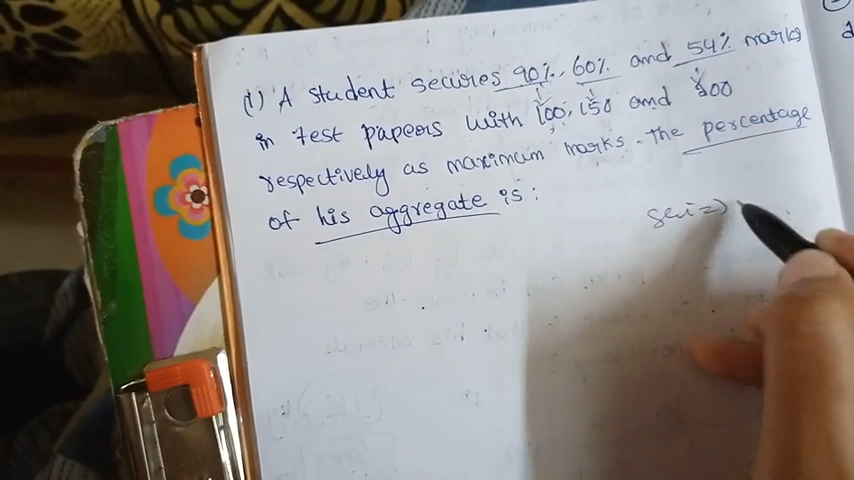 (1) A student secures 90%, 60% and 54% marks
in test papers with 100, 150 and 200
respectively as maximum marks. The percentage
of his aggregate is: